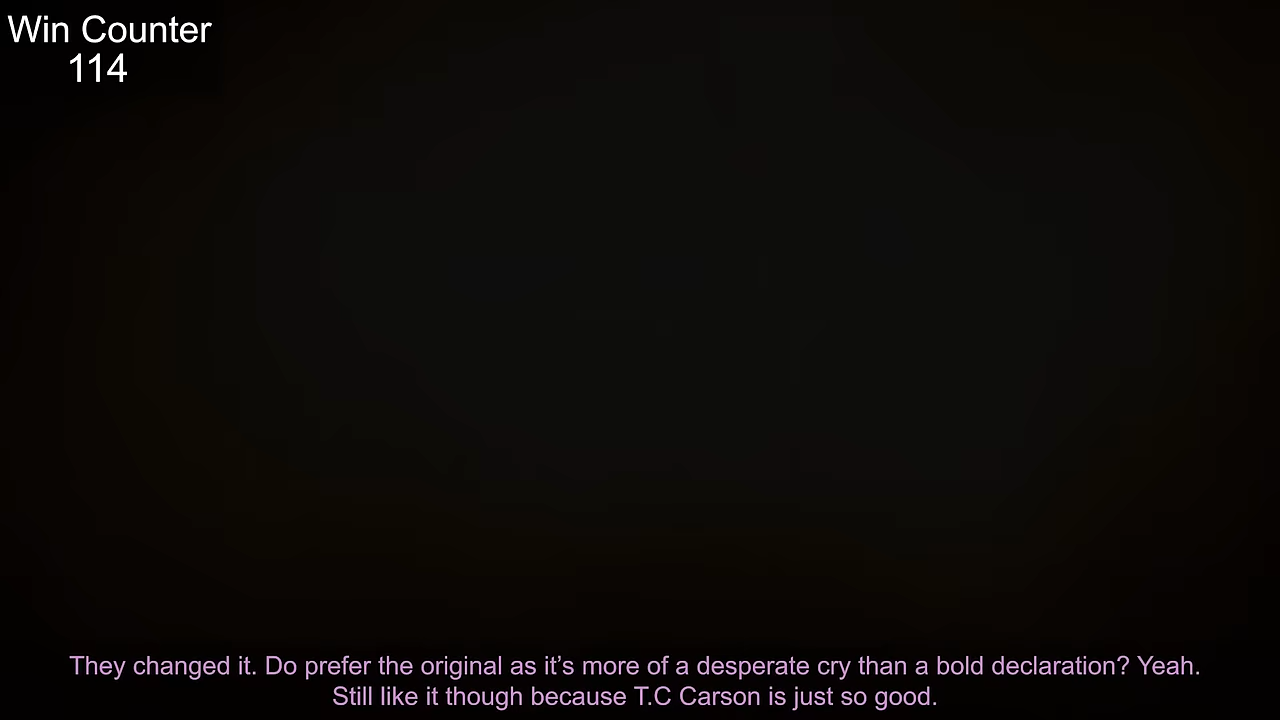 Win Counter
114
They changed it. Do prefer the original as it’s more of a desperate cry than a bold declaration? Yeah.
Still like it though because T.C Carson is just so good.